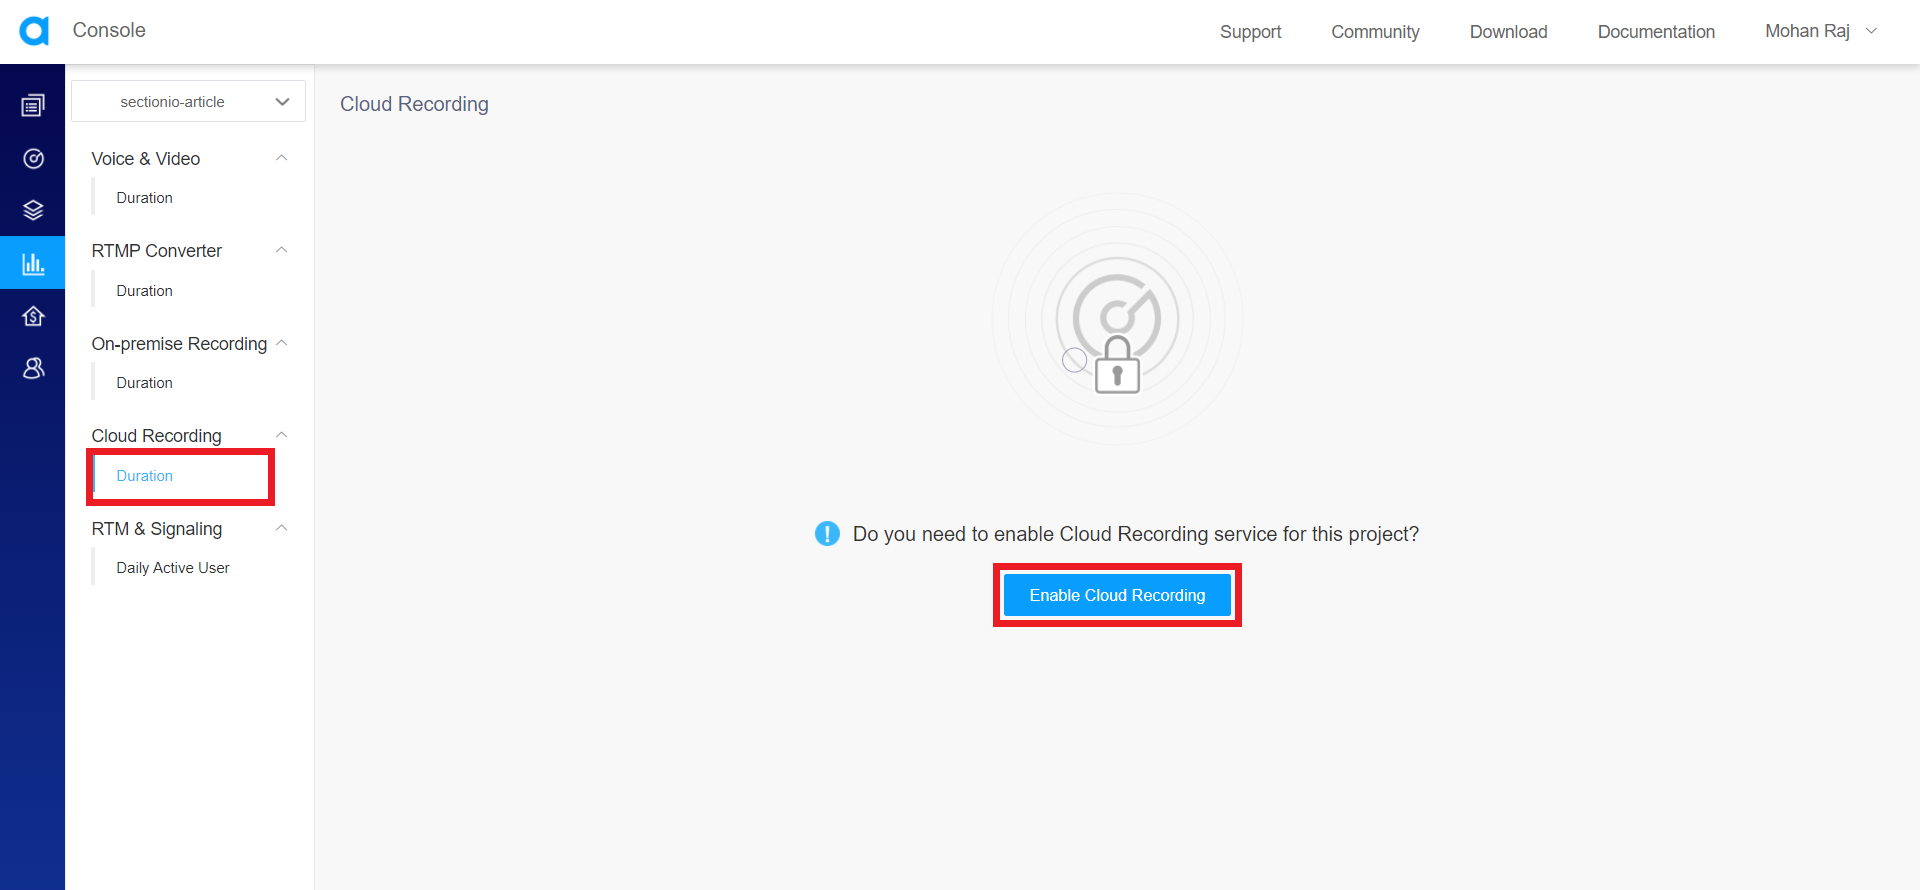 Console
Support
Community
Download
Documentation
Mohan Raj
sectionio-article
Voice & Video
Duration
RTMP Converter
Duration
On-premise Recording
Duration
Cloud Recording
Duration
RTM & Signaling
Daily Active User
Cloud Recording
Do you need to enable Cloud Recording service for this project?
Enable Cloud Recording